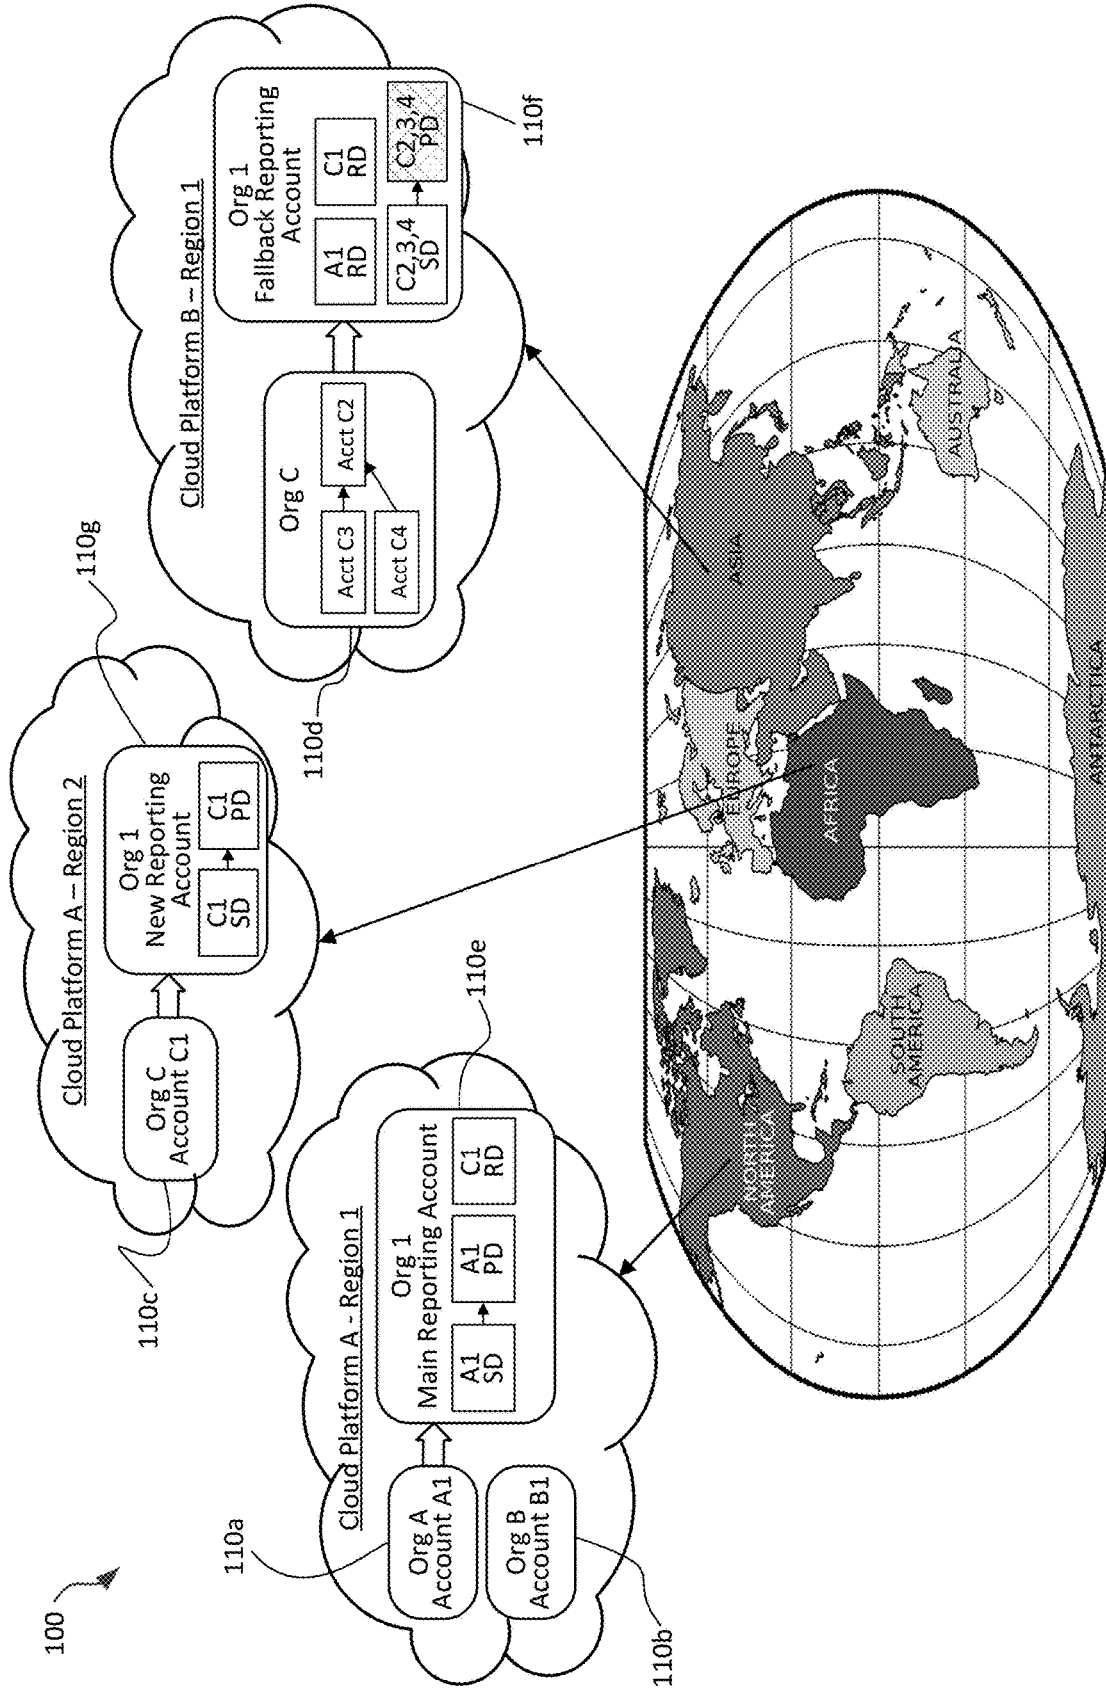 100
Cloud Platform A - Region 1
110a
Org A
Account A1
Org B
Account B1
110b
Org 1
Main Reporting Account
A1
SD
A1
PD
C1
RD
110e
Cloud Platform A – Region 2
110c
Org C
Account C1
Org 1
New Reporting
Account
C1
SD
C1
PD
110g
Cloud Platform B – Region 1
110d
Org C
Acct C3
Acct C2
Acct C4
Org 1
Fallback Reporting
Account
A1
RD
C1
RD
C2,3,4
SD
C2,3,4
PD
110f
NORTH
AMERICA
SOUTH
AMERICA
EUROPE
AFRICA
ASIA
AUSTRALIA
ANTARCTICA